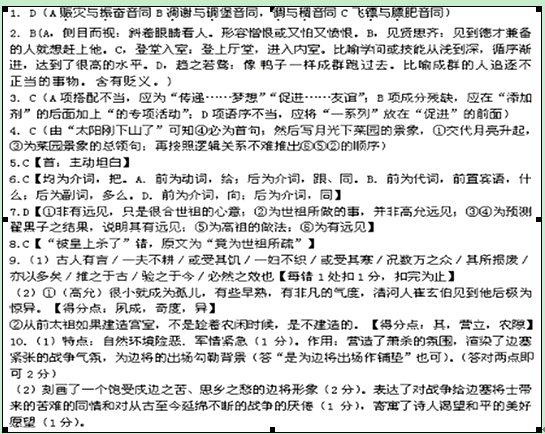 1. D（A 赈灾与振奋音同 B 凋谢与碉堡音同，惆与稠音同 C 飞镖与膘肥音同）
2. B(A，侧目而视：斜着眼睛看人。形容憎恨或又怕又愤恨。B，见贤思齐：见到德才兼备
的人就想赶上他。C，登堂入室：登上厅堂，进入内室。比喻学问或技能从浅到深，循序渐
进，达到了很高的水平。D，趋之若鹜：像鸭子一样成群跑过去。比喻成群的人追逐不
正当的事物。含有贬义。）
3. C（A 项搭配不当，应为“传递……梦想”“促进……友谊”；B 项成分残缺，应在“添加
剂”的后面加上“的专项活动”；D 项语序不当，应将“一系列”放在“促进”的前面）
4. C（由“太阳刚下山了”可知④必为首句；然后写月光下菜园的景象，①交代月亮升起，
③为菜园景象的总领句；再按照逻辑关系不难推出⑥⑤②的顺序）
5.C【首：主动坦白】
6.C【均为介词，把。A．前为动词，给；后为介词，跟、同。B．前为代词，前置宾语，什
么；后为副词，多么。D．前为介词，向；后为介词，同】
7.D【①非有远见，只是很合世祖的心意；②为世祖所做的事，并非高允远见；③④为预测
翟黑子之结果，说明其有远见；⑤为高祖的做法；⑥为有远见】
8.C【“被皇上杀了”错，原文为“竟为世祖所疏”】
9.（1）古人有言／一夫不耕／或受其饥／一妇不织／或受其寒／况数万之众／其所损废／
亦以多矣／推之于古／验之于今／必然之效也【每错 1 处扣 1 分，扣完为止】
（2）①（高允）很小就成为孤儿，有些早熟，有非凡的气度，清河人崔玄伯见到他后极为
惊异。【得分点：夙成，奇度，异】
②从前太祖如果建造宫室，不是趁着农闲时候，是不建造的。【得分点：其，营立，农隙】
10.（1）特点：自然环境险恶、军情紧急（1 分）。作用：营造了萧杀的氛围，渲染了边塞
紧张的战争气氛，为边将的出场勾勒背景（答“是为边将出场作铺垫”也可）。（答对两点即
可 2 分）
（2）刻画了一个饱受戍边之苦、思乡之愁的边将形象（2 分）。表达了对战争给边塞将士带
来的苦难的同情和对从古至今延绵不断的战争的厌倦（1 分），寄寓了诗人渴望和平的美好
愿望（1 分）。